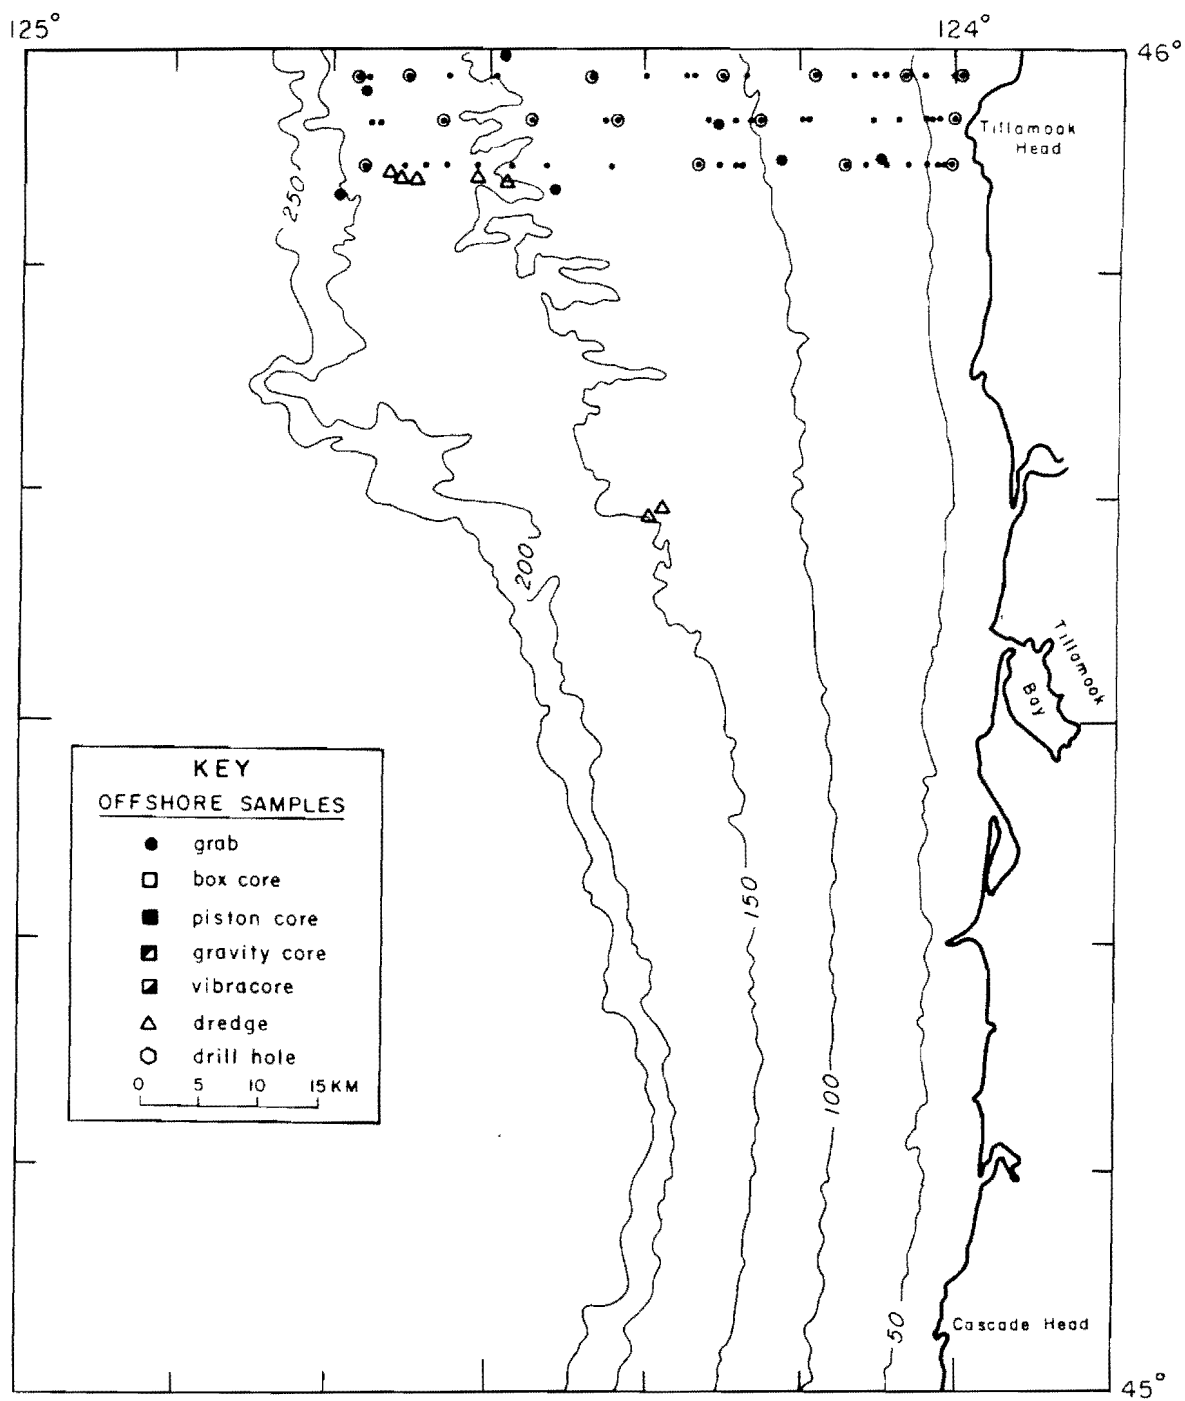 125°
124°
46°
Tillamook
Head
250
200
Tillamook
Bay
KEY
OFFSHORE SAMPLES
grab
box core
piston core
gravity core
vibracore
dredge
drill hole
0 5 10 15 KM
150
100
50
Cascade Head
45°